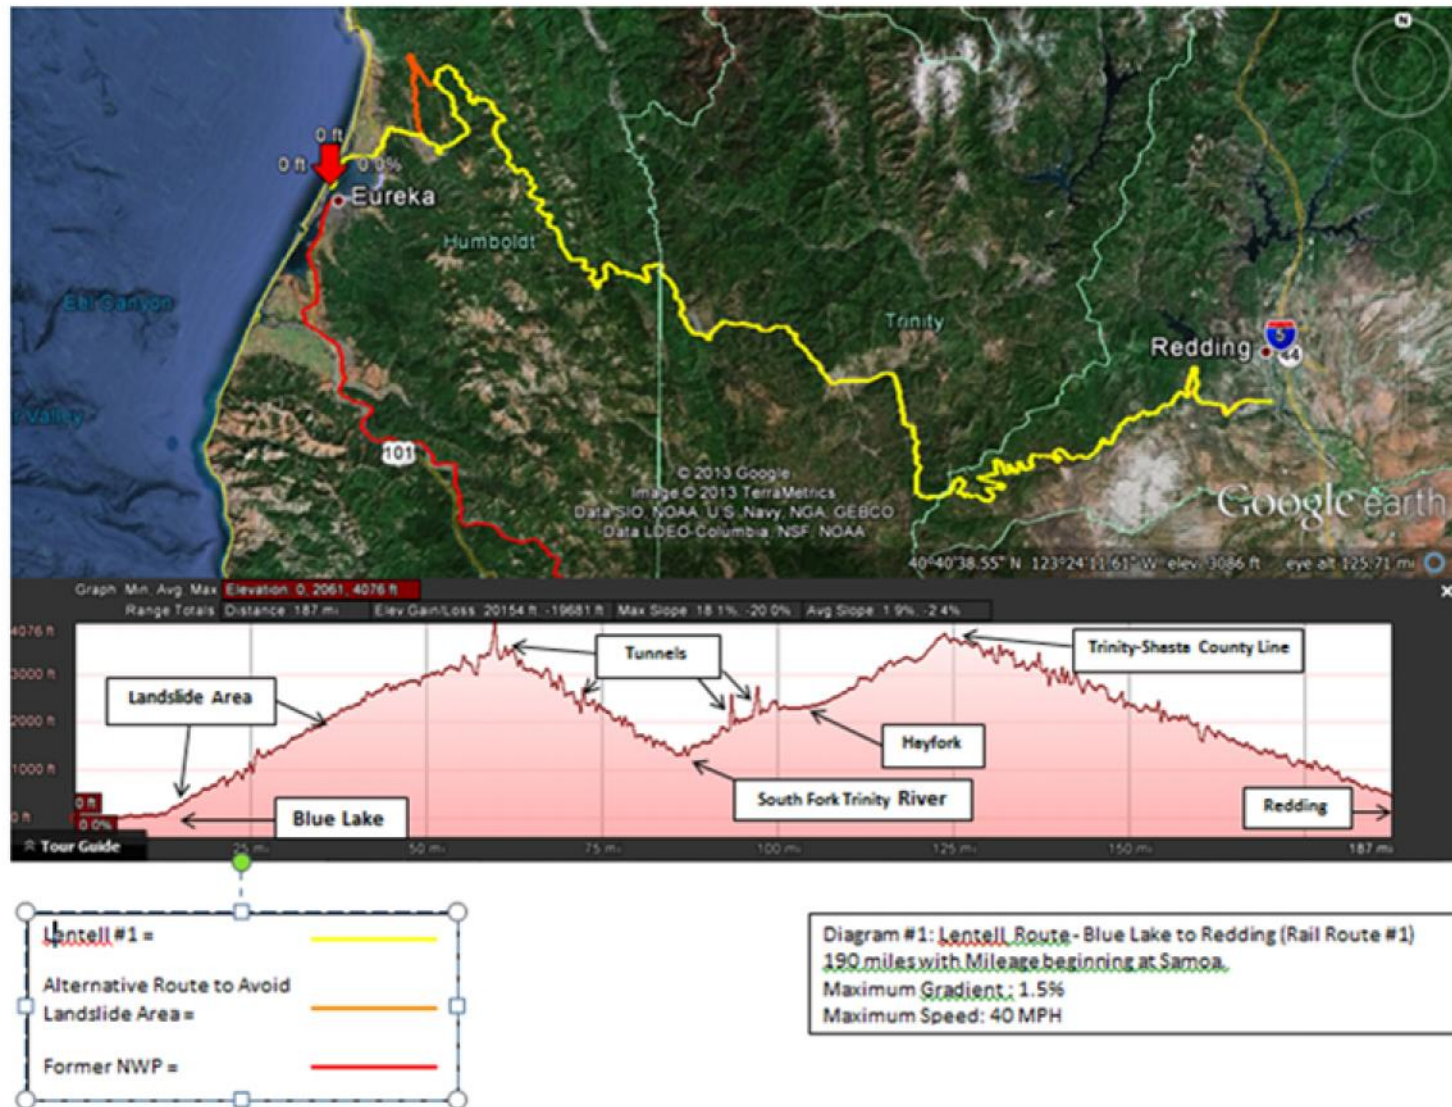 N
0 ft
0 ft 0.0%
Eureka
Humboldt
Eel Canyon
Trinity
Redding
5
44
Valley
101
© 2013 Google
Image © 2013 TerraMetrics
Data SIO, NOAA, U.S. Navy, NGA, GEBCO
Data LDEO-Columbia, NSF, NOAA
Google earth
40°40'38.55" N 123°24'11.61" W elev 3086 ft eye alt 125.71 mi
Graph: Min, Avg, Max Elevation: 0, 2061, 4076 ft
Range Totals: Distance: 187 mi Elev Gain/Loss: 20154 ft, -19681 ft Max Slope: 18.1%, -20.0% Avg Slope: 1.9%, -2.4%
4076 ft
3000 ft
2000 ft
1000 ft
0 ft
0 ft
0.0%
Landslide Area
Tunnels
Trinity-Shasta County Line
Hayfork
South Fork Trinity River
Blue Lake
Redding
Tour Guide
25 mi 50 mi 75 mi 100 mi 125 mi 150 mi 187 mi
Lentell #1 =
Alternative Route to Avoid
Landslide Area =
Former NWP =
Diagram #1: Lentell Route - Blue Lake to Redding (Rail Route #1)
190 miles with Mileage beginning at Samoa.
Maximum Gradient : 1.5%
Maximum Speed: 40 MPH